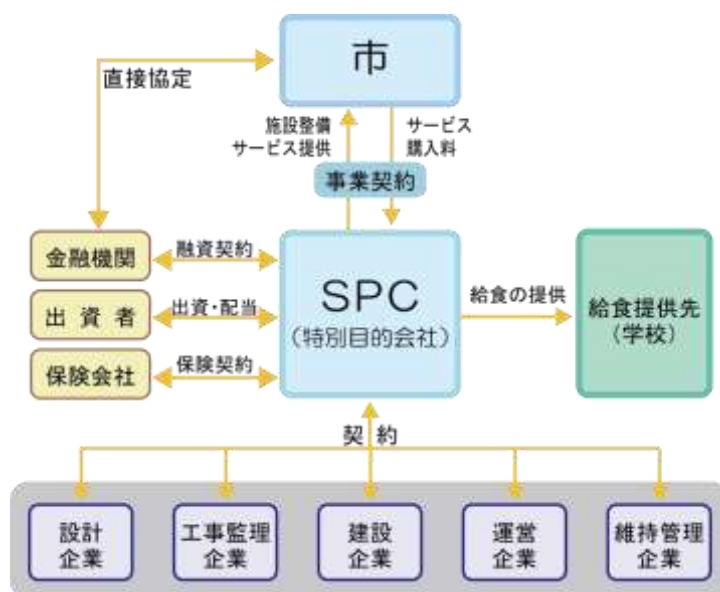 市
直接協定
施設整備
サービス提供
サービス
購入料
事業契約
金融機関
融資契約
出資者
出資・配当
保険会社
保険契約
SPC
(特別目的会社)
給食の提供
給食提供先
(学校)
契約
設計
企業
工事監理
企業
建設
企業
運営
企業
維持管理
企業